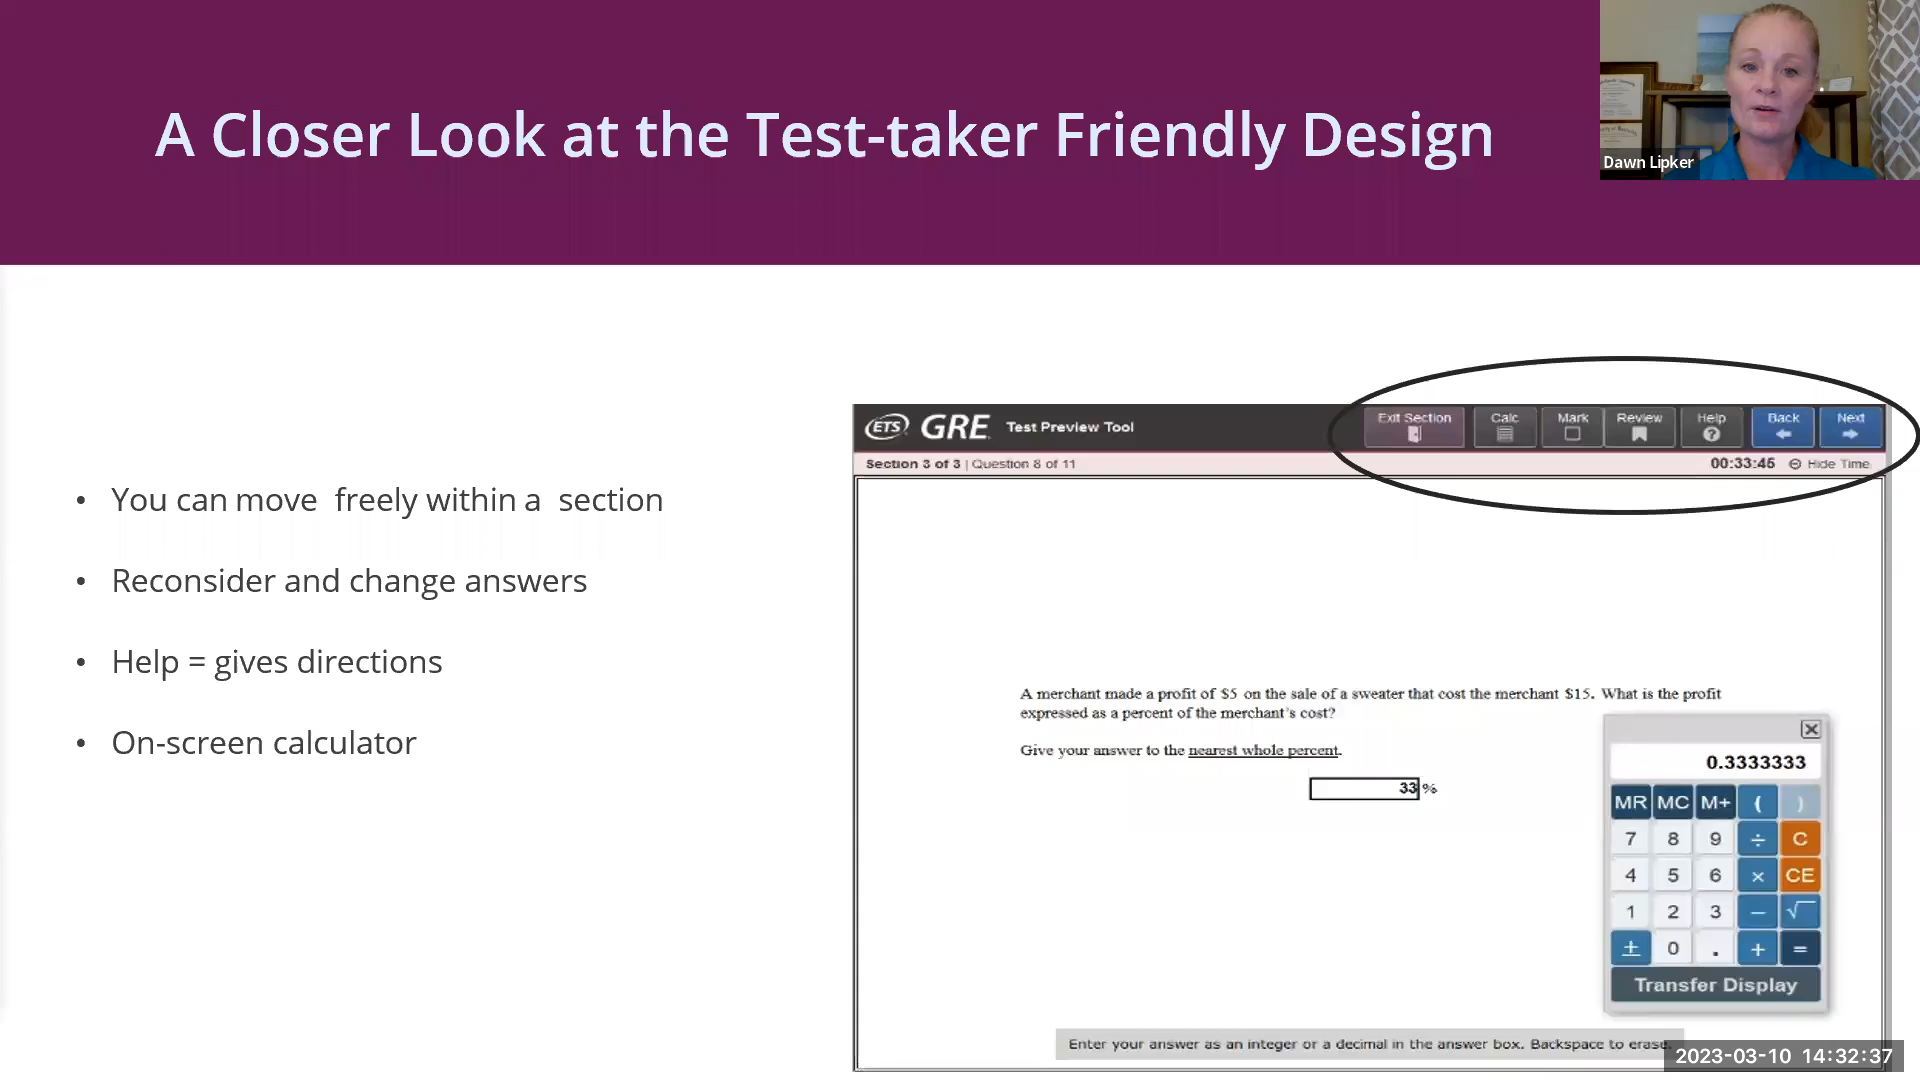 A Closer Look at the Test-taker Friendly Design
Dawn Lipker
• You can move freely within a section
• Reconsider and change answers
• Help = gives directions
• On-screen calculator
ETS GRE Test Preview Tool
Exit Section Calc Mark Review Help Back Next
Section 3 of 3 | Question 8 of 11
00:33:45 Hide Time
A merchant made a profit of $5 on the sale of a sweater that cost the merchant $15. What is the profit
expressed as a percent of the merchant's cost?
Give your answer to the nearest whole percent.
33 %
0.3333333
MR MC M+ ( )
7 8 9 ÷ C
4 5 6 × CE
1 2 3 − √
± 0 . + =
Transfer Display
Enter your answer as an integer or a decimal in the answer box. Backspace to erase.
2023-03-10 14:32:37